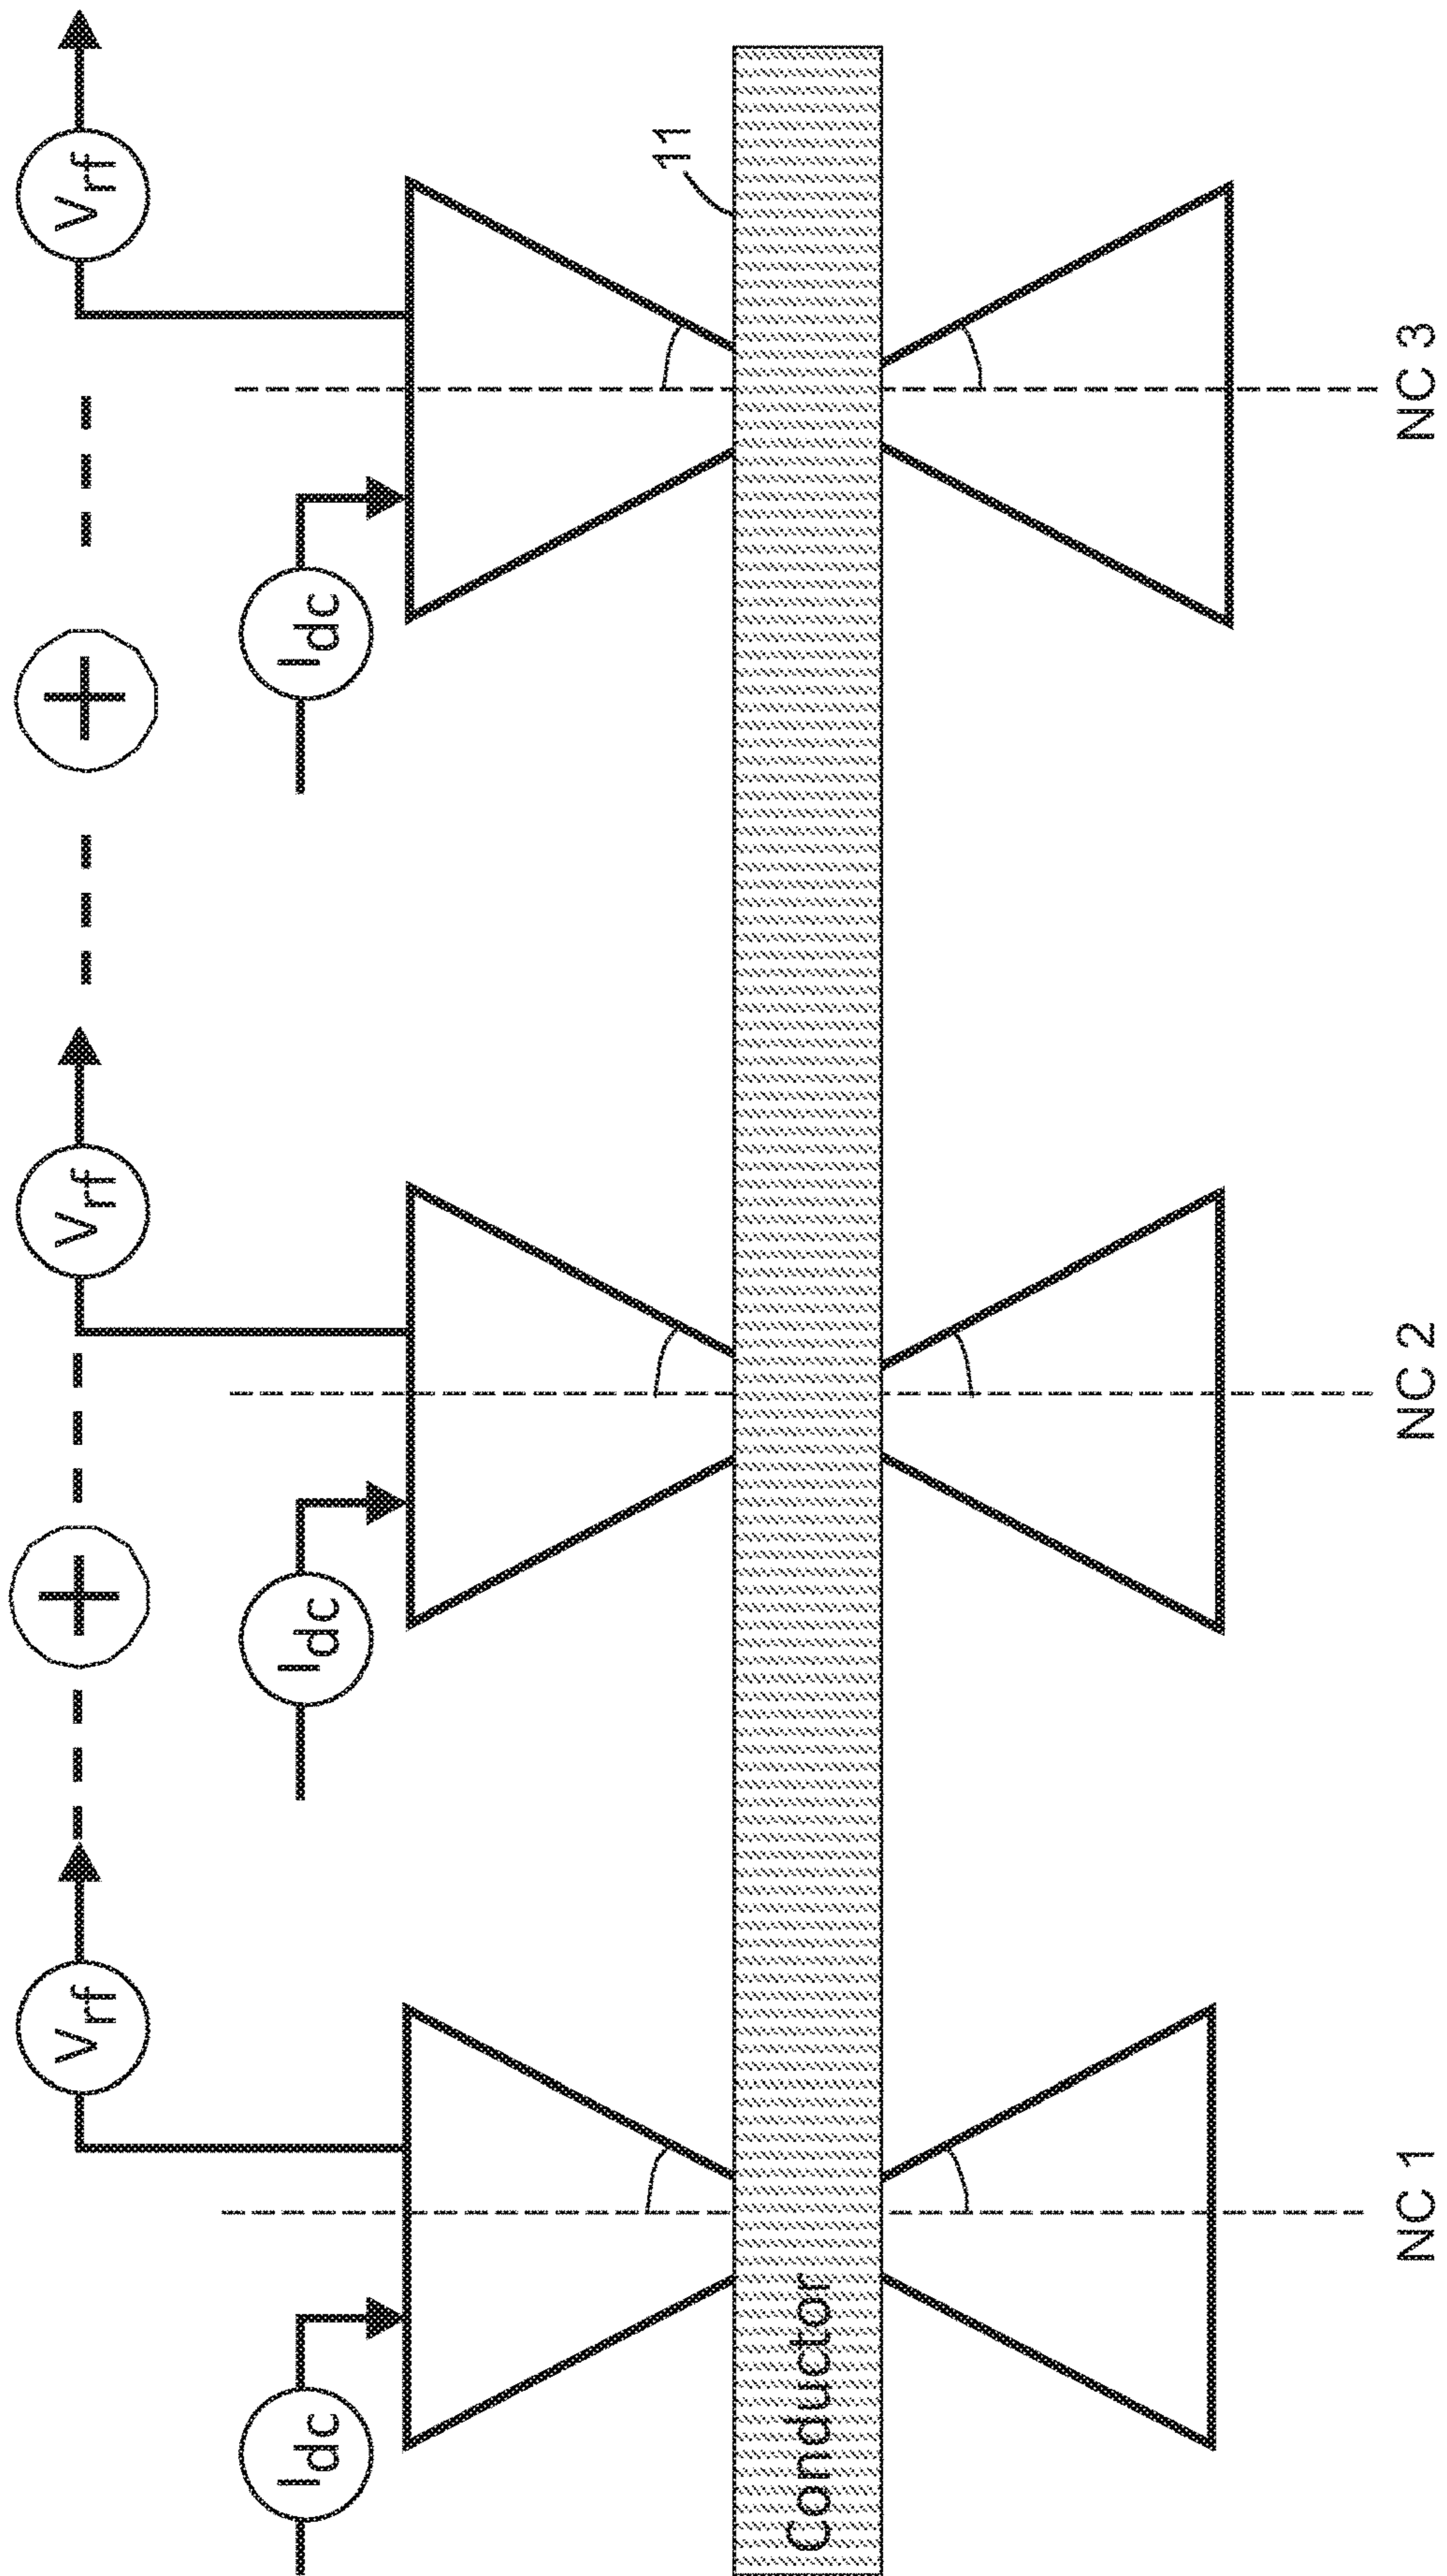 Vrf
Vrf
Vrf
+
+
Idc
Idc
Idc
11
Conductor
NC 1
NC 2
NC 3